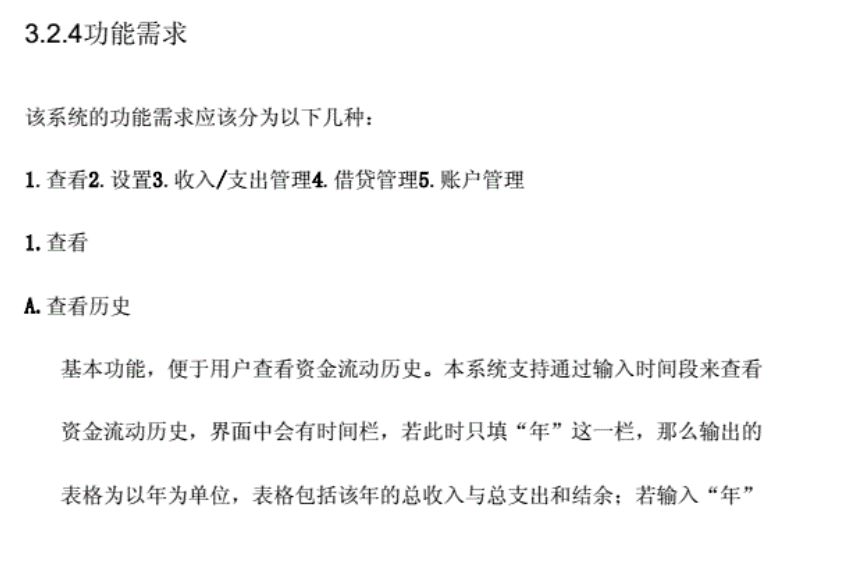 3.2.4功能需求
该系统的功能需求应该分为以下几种：
1. 查看2. 设置3. 收入/支出管理4. 借贷管理5. 账户管理
1. 查看
A. 查看历史
基本功能，便于用户查看资金流动历史。本系统支持通过输入时间段来查看
资金流动历史，界面中会有时间栏，若此时只填“年”这一栏，那么输出的
表格为以年为单位，表格包括该年的总收入与总支出和结余；若输入“年”